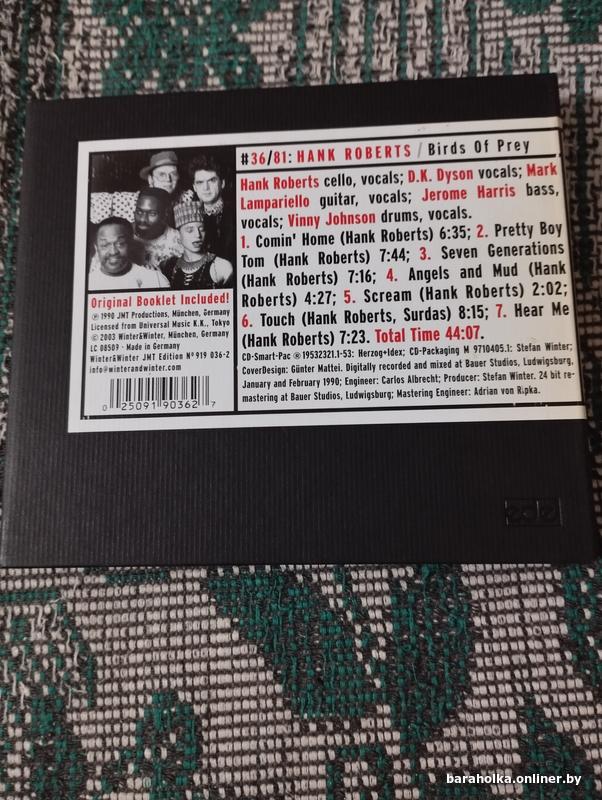 #36/81: HANK ROBERTS / Birds Of Prey
Hank Roberts cello, vocals; D.K. Dyson vocals; Mark
Lampariello guitar, vocals; Jerome Harris bass,
vocals; Vinny Johnson drums, vocals.
1. Comin' Home (Hank Roberts) 6:35; 2. Pretty Boy
Tom (Hank Roberts) 7:44; 3. Seven Generations
(Hank Roberts) 7:16; 4. Angels and Mud (Hank
Roberts) 4:27; 5. Scream (Hank Roberts) 2:02;
6. Touch (Hank Roberts, Surdas) 8:15; 7. Hear Me
(Hank Roberts) 7:23. Total Time 44:07.
CD-Smart-Pac ® 19532321.1-53: Herzog+Idex; CD-Packaging M 9710405.1: Stefan Winter;
CoverDesign: Günter Mattei. Digitally recorded and mixed at Bauer Studios, Ludwigsburg,
January and February 1990; Engineer: Carlos Albrecht; Producer: Stefan Winter. 24 bit re-
mastering at Bauer Studios, Ludwigsburg; Mastering Engineer: Adrian von Ripka.
Original Booklet Included!
℗ 1990 JMT Productions, München, Germany
Licensed from Universal Music K.K., Tokyo
© 2003 Winter&Winter, München, Germany
LC 08509 · Made in Germany
Winter&Winter JMT Edition Nº 919 036-2
info@winterandwinter.com
0 25091 90362 7
baraholka.onliner.by